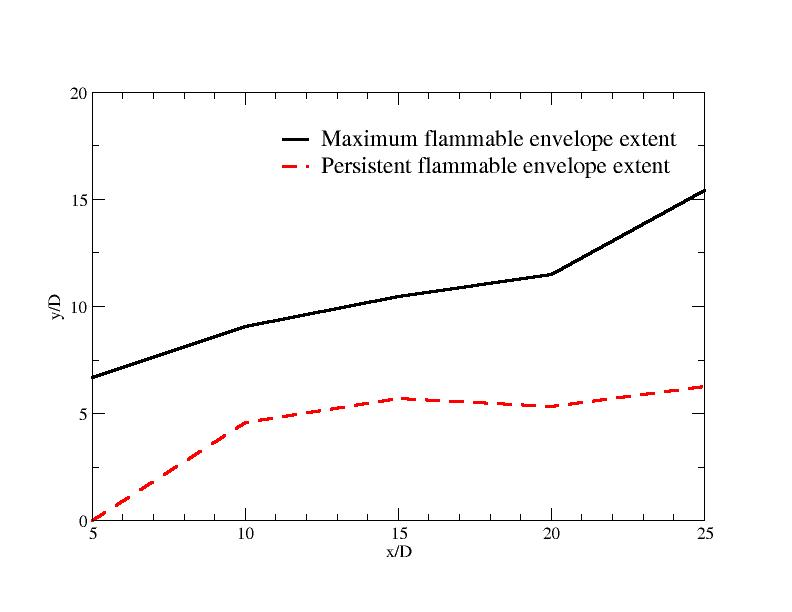 20
Maximum flammable envelope extent
Persistent flammable envelope extent
15
y/D
10
5
0
5 10 15 20 25
x/D